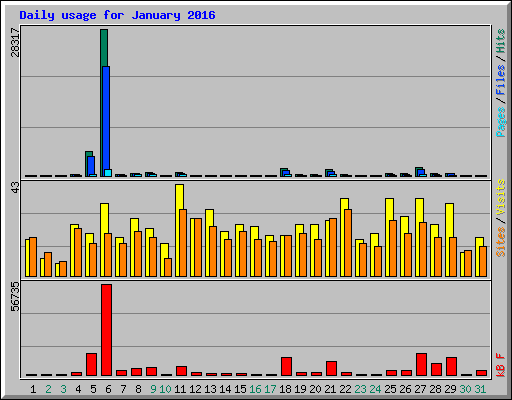 Daily usage for January 2016
28317
Pages / Files / Hits
43
Sites / Visits
56735
kB F
1 2 3 4 5 6 7 8 9 10 11 12 13 14 15 16 17 18 19 20 21 22 23 24 25 26 27 28 29 30 31